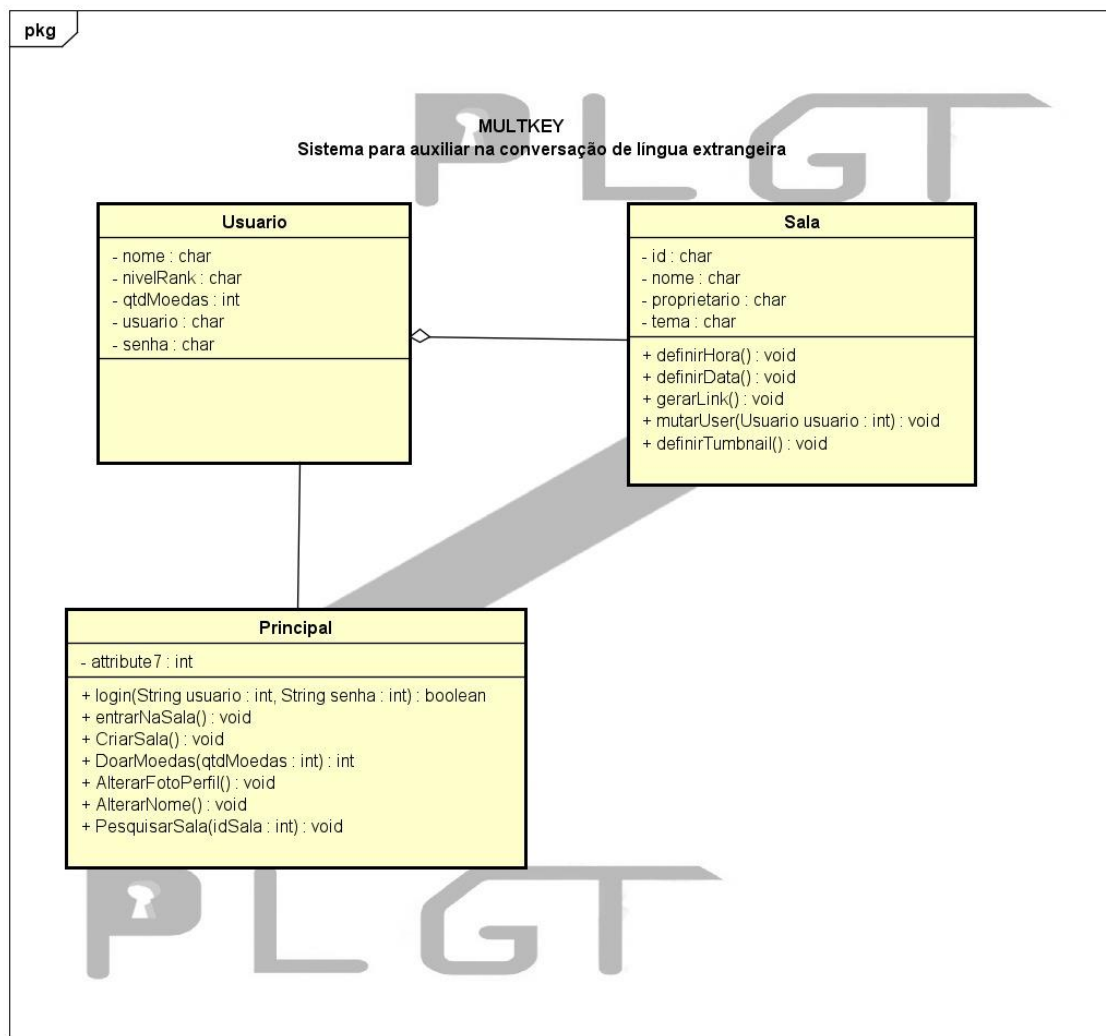 pkg
PLGT
MULTKEY
Sistema para auxiliar na conversação de língua extrangeira
Usuario
- nome : char
- nivelRank : char
- qtdMoedas : int
- usuario : char
- senha : char
Sala
- id : char
- nome : char
- proprietario : char
- tema : char
+ definirHora() : void
+ definirData() : void
+ gerarLink() : void
+ mutarUser(Usuario usuario : int) : void
+ definirTumbnail() : void
Principal
- attribute7 : int
+ login(String usuario : int, String senha : int) : boolean
+ entrarNaSala() : void
+ CriarSala() : void
+ DoarMoedas(qtdMoedas : int) : int
+ AlterarFotoPerfil() : void
+ AlterarNome() : void
+ PesquisarSala(idSala : int) : void
PLGT